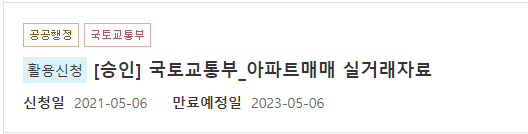 공공행정 국토교통부
활용신청 [승인] 국토교통부_아파트매매 실거래자료
신청일 2021-05-06 만료예정일 2023-05-06